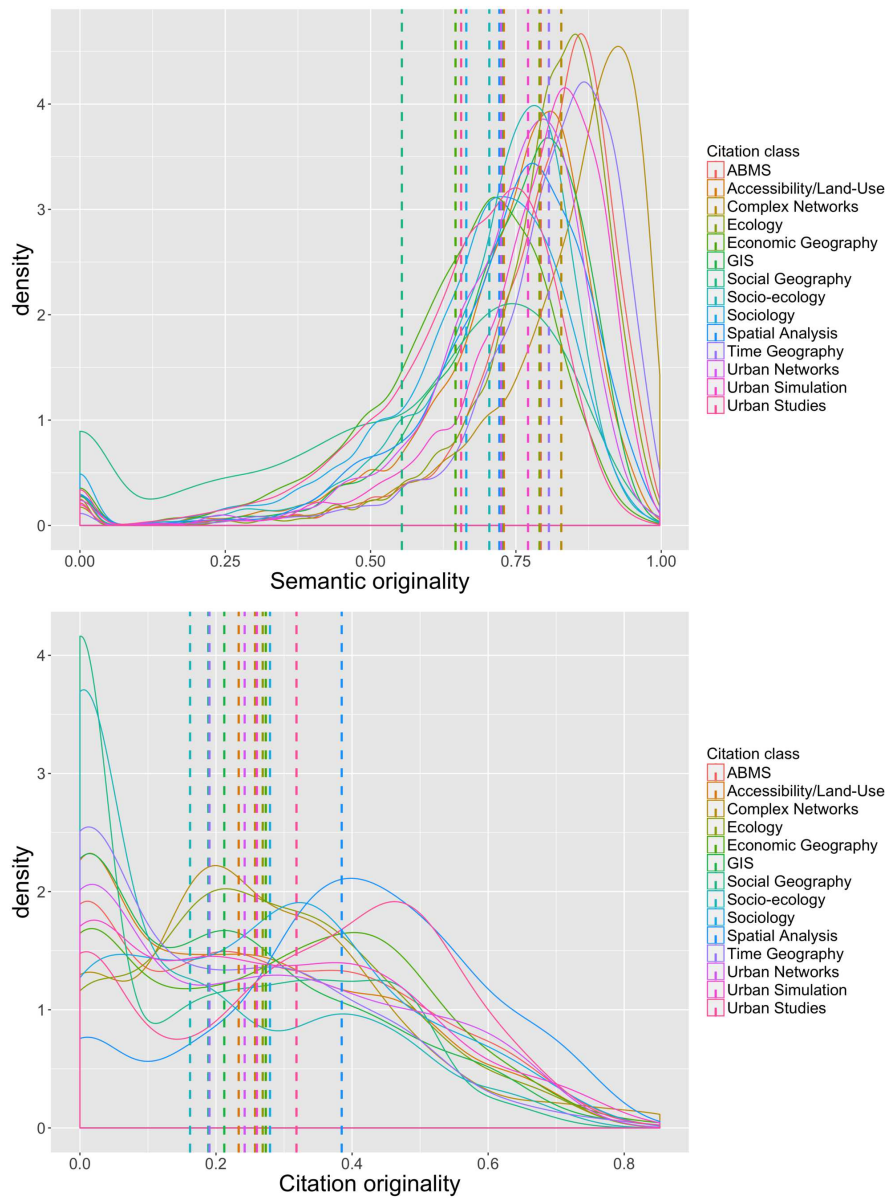 density
4
3
2
1
0
0.00 0.25 0.50 0.75 1.00
Semantic originality
Citation class
ABMS
Accessibility/Land-Use
Complex Networks
Ecology
Economic Geography
GIS
Social Geography
Socio-ecology
Sociology
Spatial Analysis
Time Geography
Urban Networks
Urban Simulation
Urban Studies
density
4
3
2
1
0
0.0 0.2 0.4 0.6 0.8
Citation originality
Citation class
ABMS
Accessibility/Land-Use
Complex Networks
Ecology
Economic Geography
GIS
Social Geography
Socio-ecology
Sociology
Spatial Analysis
Time Geography
Urban Networks
Urban Simulation
Urban Studies